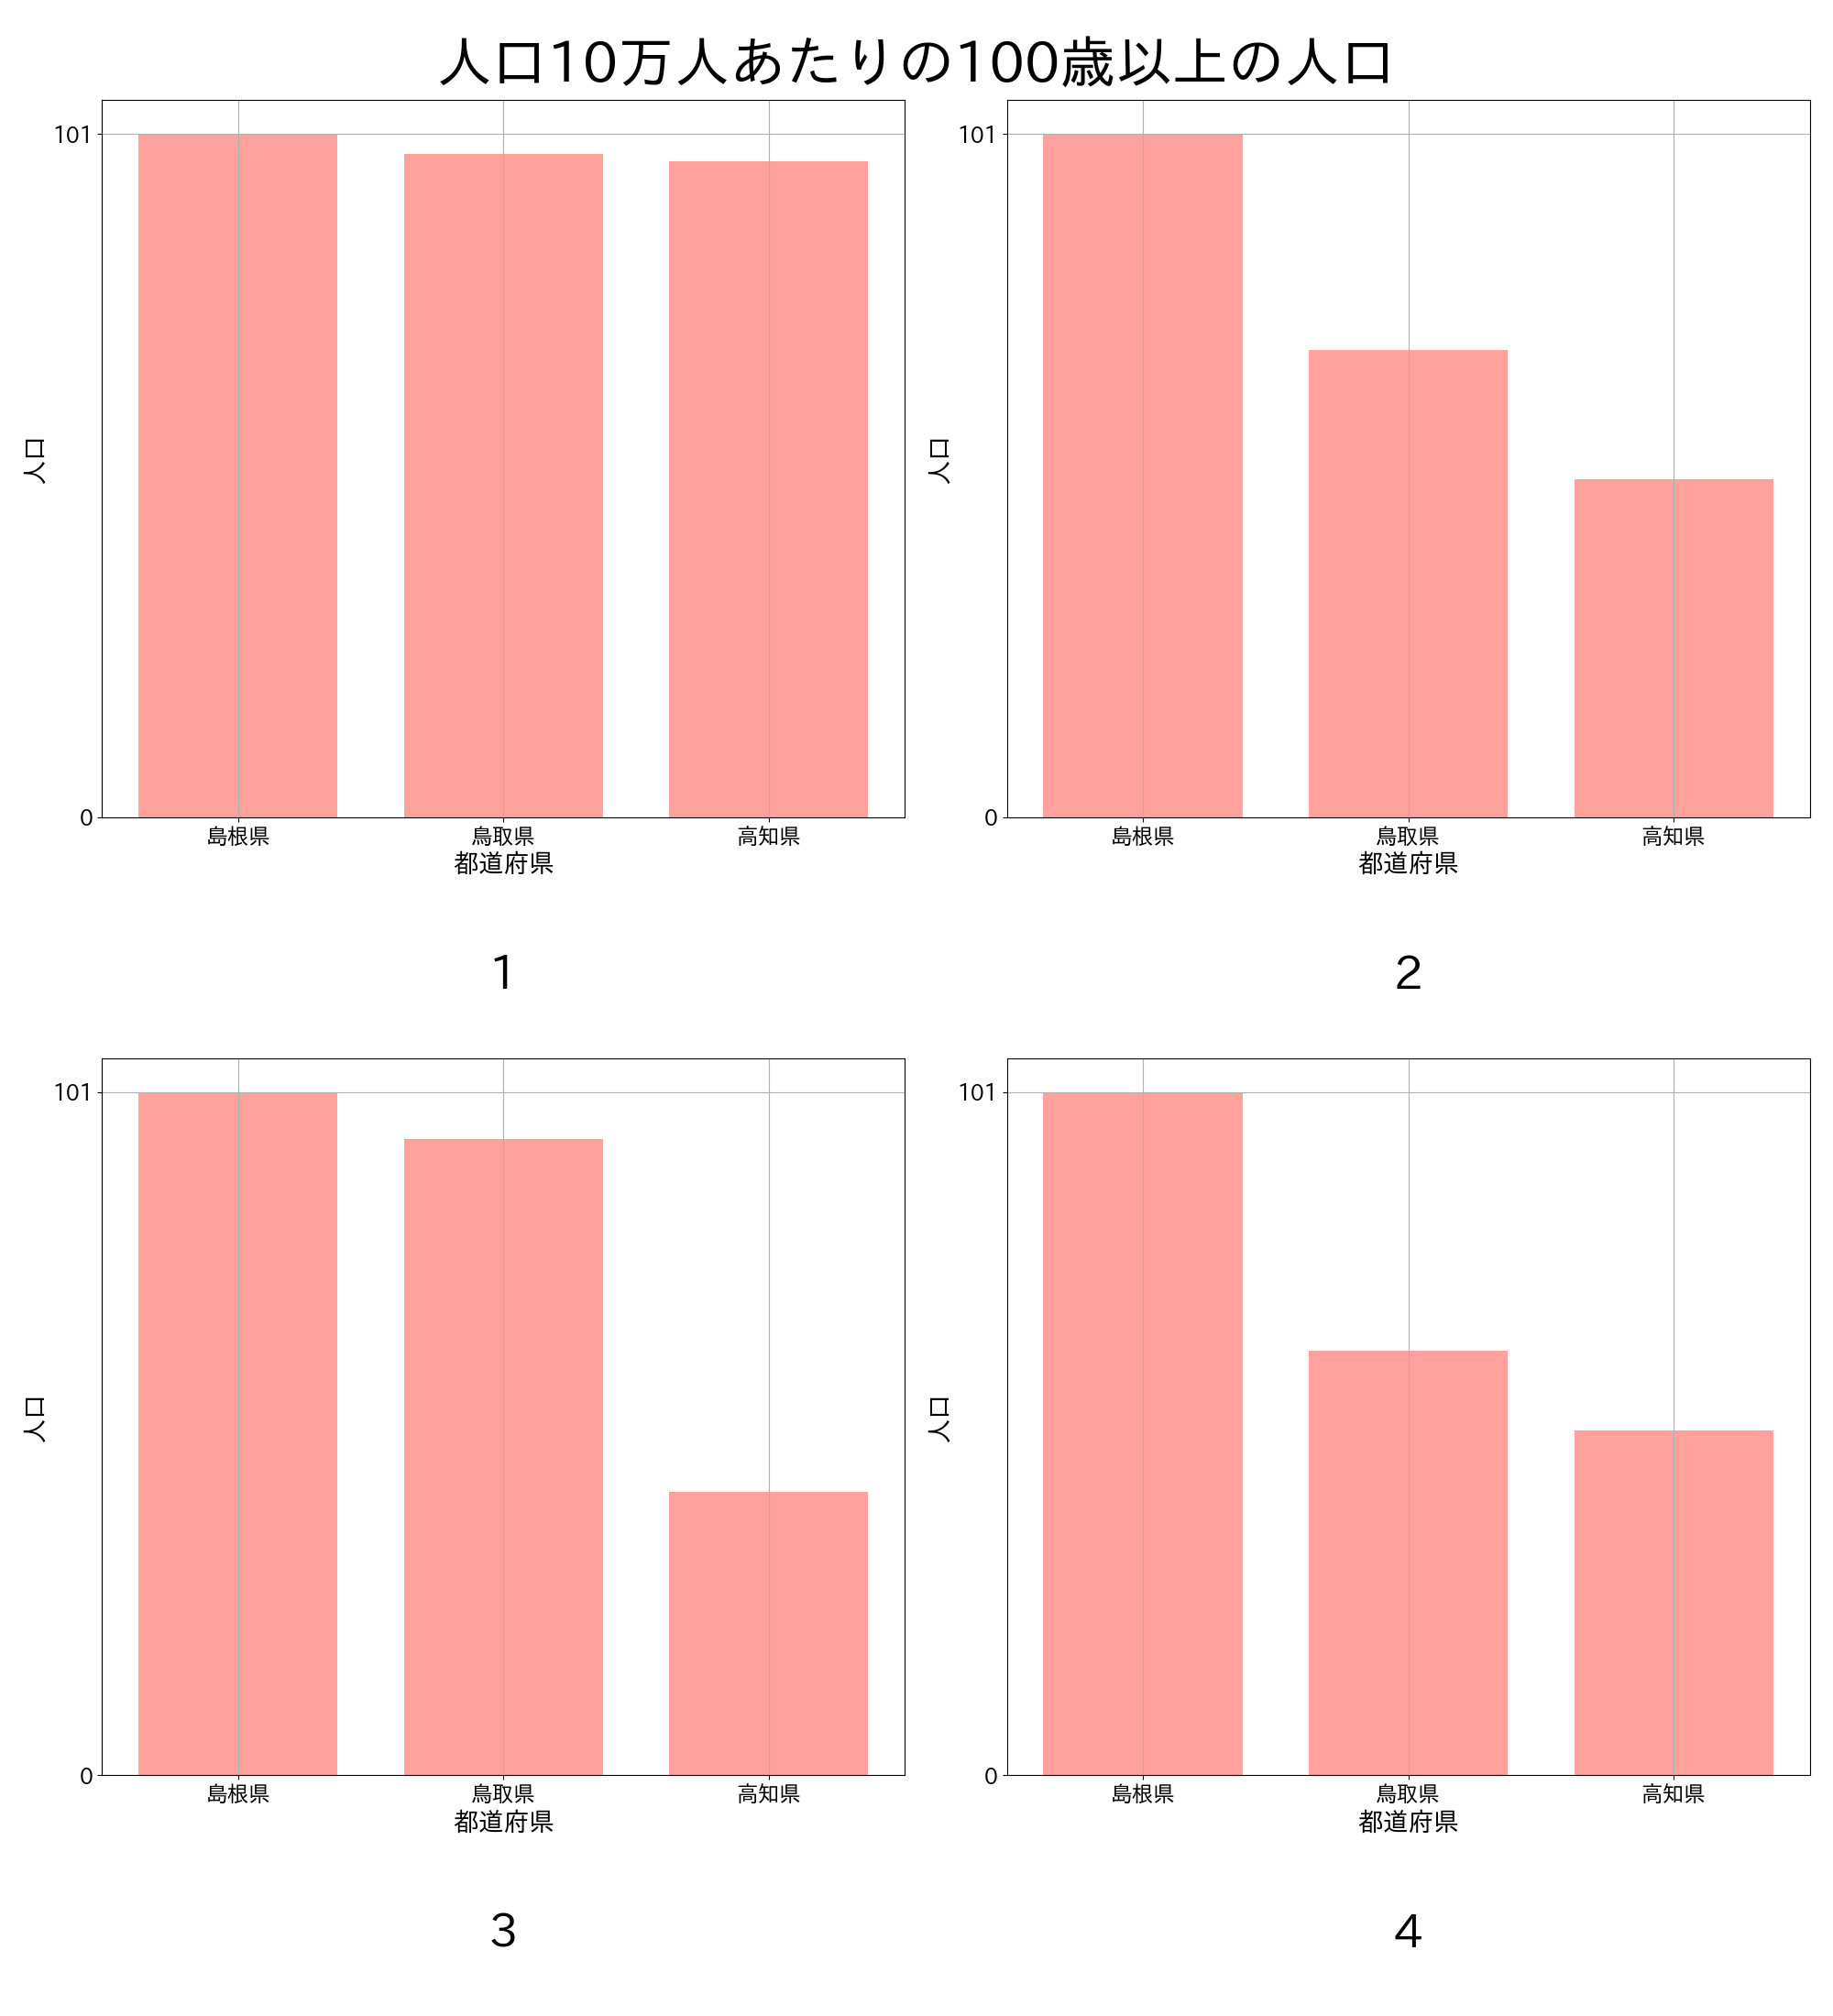 人口10万人あたりの100歳以上の人口
101
0
人口
島根県 鳥取県 高知県
都道府県
1
101
0
人口
島根県 鳥取県 高知県
都道府県
2
101
0
人口
島根県 鳥取県 高知県
都道府県
3
101
0
人口
島根県 鳥取県 高知県
都道府県
4